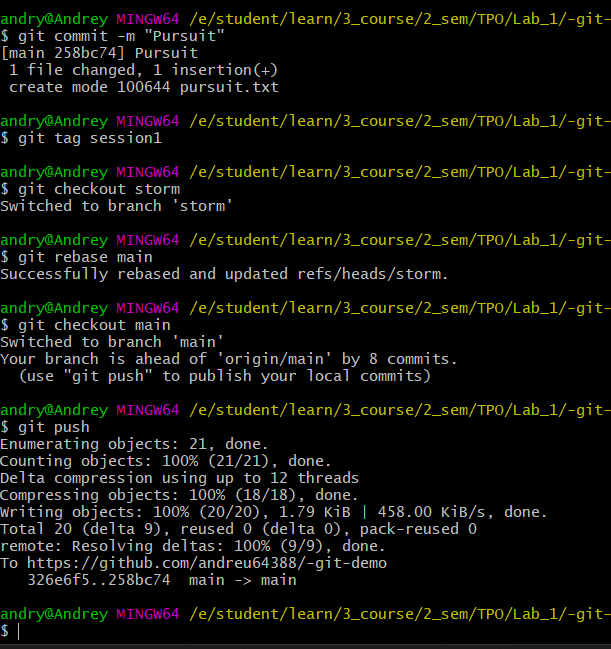 andry@Andrey MINGW64 /e/student/learn/3_course/2_sem/TPO/Lab_1/-git-
$ git commit -m "Pursuit"
[main 258bc74] Pursuit
 1 file changed, 1 insertion(+)
 create mode 100644 pursuit.txt

andry@Andrey MINGW64 /e/student/learn/3_course/2_sem/TPO/Lab_1/-git-
$ git tag session1

andry@Andrey MINGW64 /e/student/learn/3_course/2_sem/TPO/Lab_1/-git-
$ git checkout storm
Switched to branch 'storm'

andry@Andrey MINGW64 /e/student/learn/3_course/2_sem/TPO/Lab_1/-git-
$ git rebase main
Successfully rebased and updated refs/heads/storm.

andry@Andrey MINGW64 /e/student/learn/3_course/2_sem/TPO/Lab_1/-git-
$ git checkout main
Switched to branch 'main'
Your branch is ahead of 'origin/main' by 8 commits.
  (use "git push" to publish your local commits)

andry@Andrey MINGW64 /e/student/learn/3_course/2_sem/TPO/Lab_1/-git-
$ git push
Enumerating objects: 21, done.
Counting objects: 100% (21/21), done.
Delta compression using up to 12 threads
Compressing objects: 100% (18/18), done.
Writing objects: 100% (20/20), 1.79 KiB | 458.00 KiB/s, done.
Total 20 (delta 9), reused 0 (delta 0), pack-reused 0
remote: Resolving deltas: 100% (9/9), done.
To https://github.com/andreu64388/-git-demo
   326e6f5..258bc74  main -> main

andry@Andrey MINGW64 /e/student/learn/3_course/2_sem/TPO/Lab_1/-git-
$